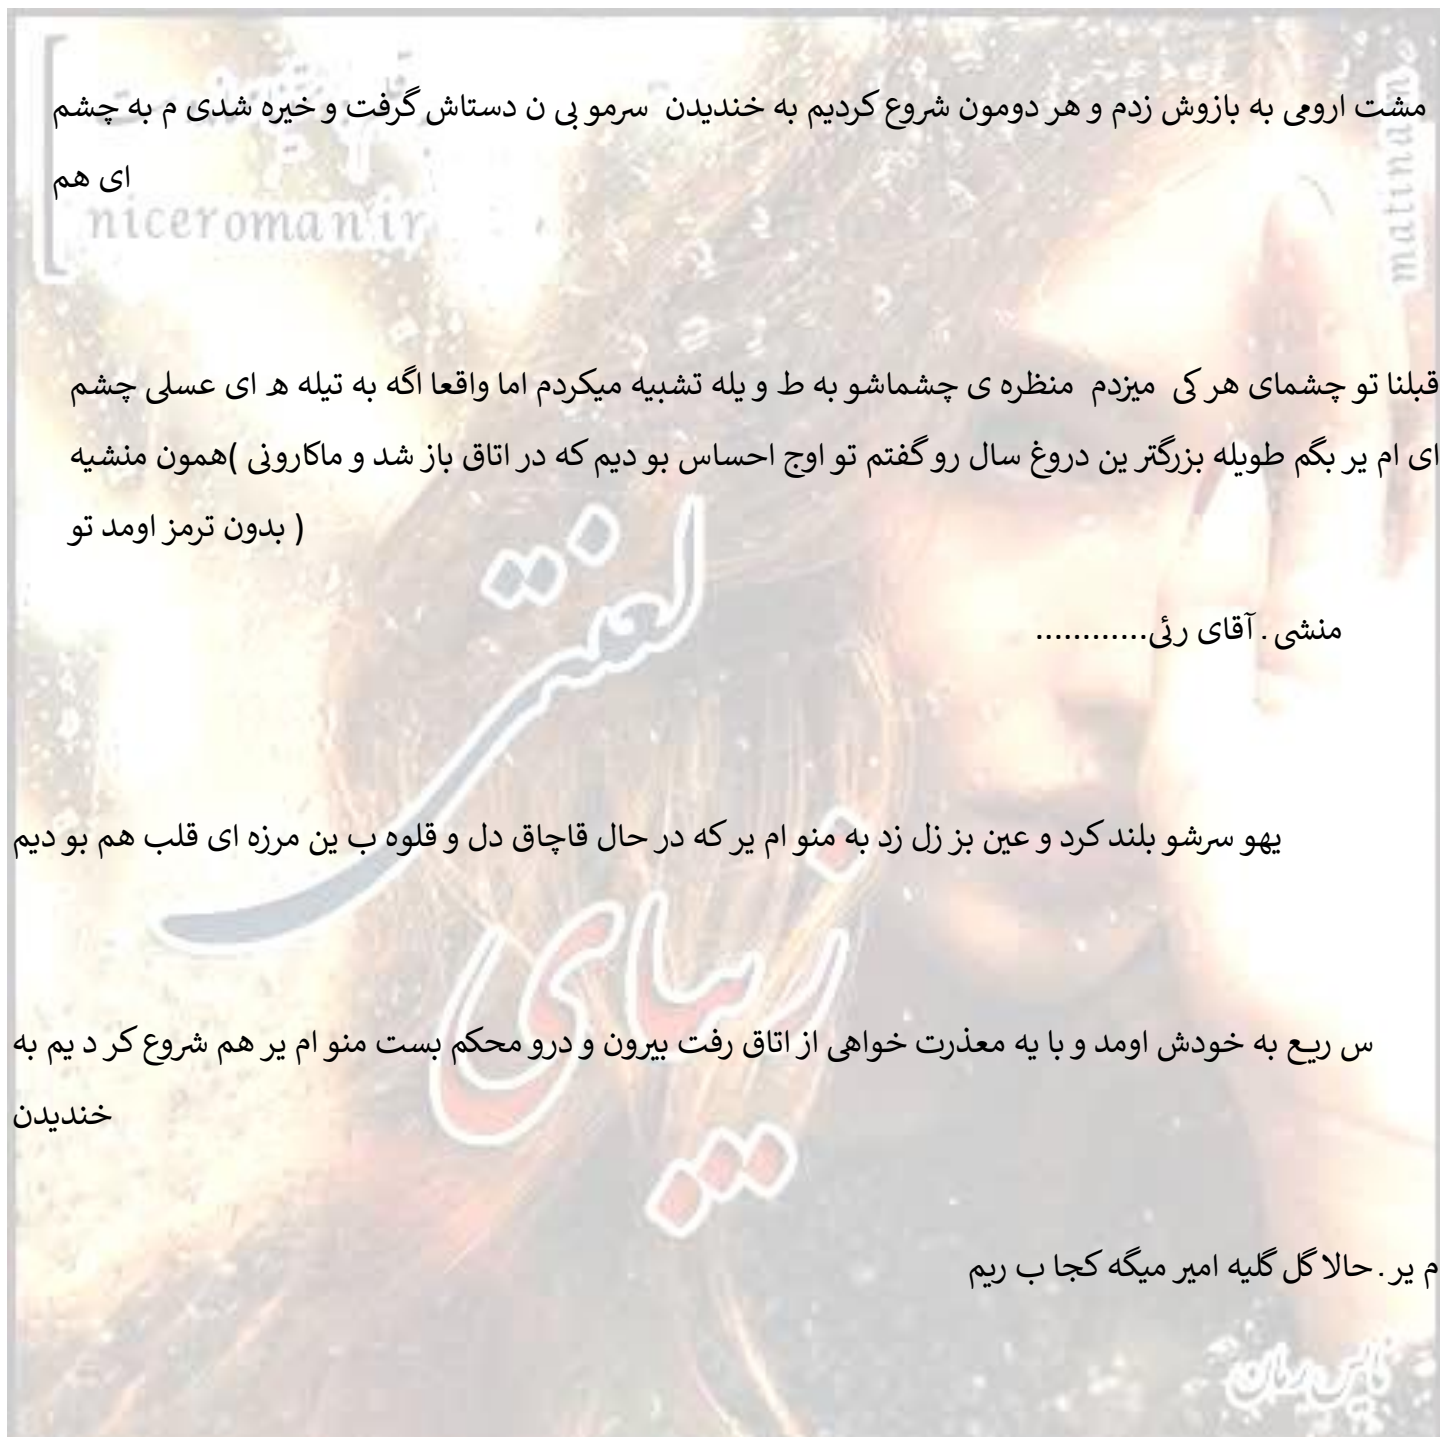 مشت ارومی به بازوش زدم و هر دومون شروع کردیم به خندیدن سرمو بی ن دستاش گرفت و خیره شدی م به چشم
ای هم
niceroman.ir
matina
قبلنا تو چشمای هر کی میزدم منظره ی چشماشو به ط و یله تشبیه میکردم اما واقعا اگه به تیله ه ای عسلی چشم
ای ام یر بگم طویله بزرگتر ین دروغ سال رو گفتم تو اوج احساس بو دیم که در اتاق باز شد و ماکارونی )همون منشیه
( بدون ترمز اومد تو
منشی . آقای رئی............
لعنتی
یهو سرشو بلند کرد و عین بز زل زد به منو ام یر که در حال قاچاق دل و قلوه ب ین مرزه ای قلب هم بو دیم
زیبای
س ریع به خودش اومد و با یه معذرت خواهی از اتاق رفت بیرون و درو محکم بست منو ام یر هم شروع کر د یم به
خندیدن
م یر . حالا گل گلیه امیر میگه کجا ب ریم
نایس رمان